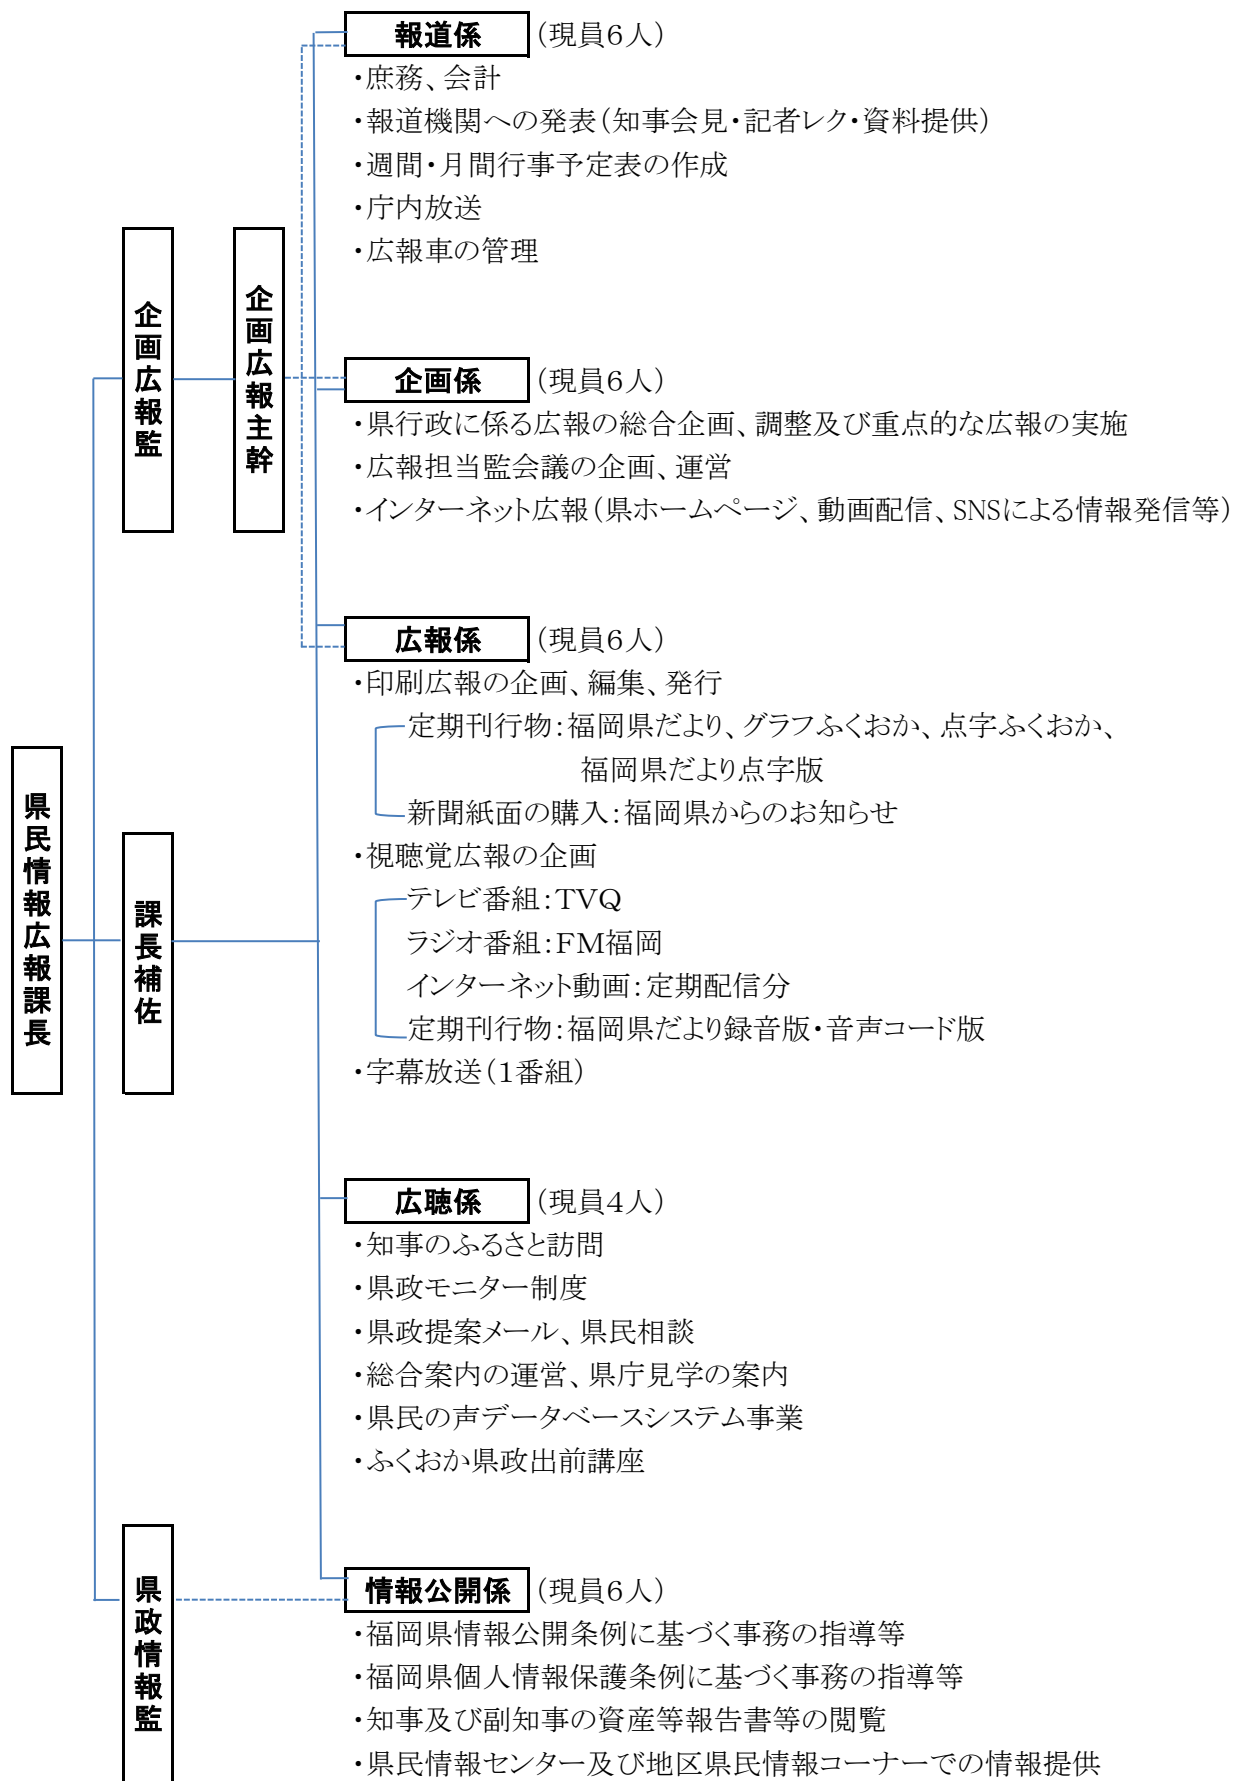 報道係 (現員6人)
・庶務、会計
・報道機関への発表(知事会見・記者レク・資料提供)
・週間・月間行事予定表の作成
・庁内放送
・広報車の管理
企画広報監
企画広報主幹
企画係 (現員6人)
・県行政に係る広報の総合企画、調整及び重点的な広報の実施
・広報担当監会議の企画、運営
・インターネット広報(県ホームページ、動画配信、SNSによる情報発信等)
広報係 (現員6人)
・印刷広報の企画、編集、発行
定期刊行物:福岡県だより、グラフふくおか、点字ふくおか、
福岡県だより点字版
新聞紙面の購入:福岡県からのお知らせ
・視聴覚広報の企画
テレビ番組:TVQ
ラジオ番組:FM福岡
インターネット動画:定期配信分
定期刊行物:福岡県だより録音版・音声コード版
・字幕放送(1番組)
県民情報広報課長
課長補佐
広聴係 (現員4人)
・知事のふるさと訪問
・県政モニター制度
・県政提案メール、県民相談
・総合案内の運営、県庁見学の案内
・県民の声データベースシステム事業
・ふくおか県政出前講座
県政情報監
情報公開係 (現員6人)
・福岡県情報公開条例に基づく事務の指導等
・福岡県個人情報保護条例に基づく事務の指導等
・知事及び副知事の資産等報告書等の閲覧
・県民情報センター及び地区県民情報コーナーでの情報提供